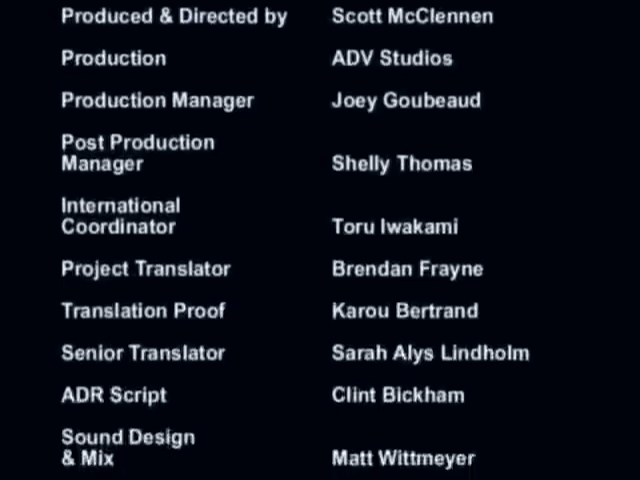 Produced & Directed by Scott McClennen
Production ADV Studios
Production Manager Joey Goubeaud
Post Production
Manager Shelly Thomas
International
Coordinator Toru Iwakami
Project Translator Brendan Frayne
Translation Proof Karou Bertrand
Senior Translator Sarah Alys Lindholm
ADR Script Clint Bickham
Sound Design
& Mix Matt Wittmeyer